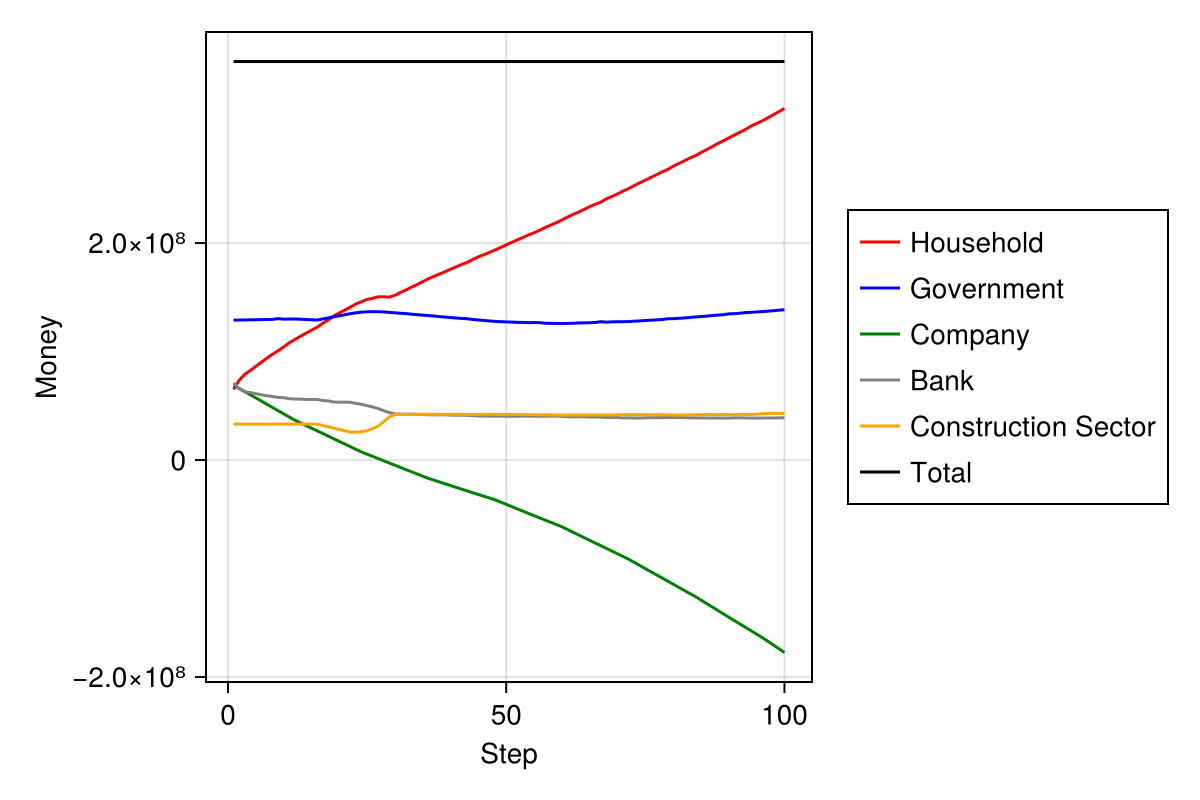 2.0×10⁸
0
−2.0×10⁸
Money
0
50
100
Step
Household
Government
Company
Bank
Construction Sector
Total